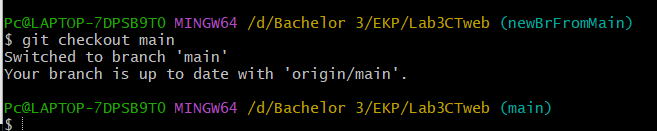 Pc@LAPTOP-7DPSB9T0 MINGW64 /d/Bachelor 3/EKP/Lab3CTweb (newBrFromMain)
$ git checkout main
Switched to branch 'main'
Your branch is up to date with 'origin/main'.
Pc@LAPTOP-7DPSB9T0 MINGW64 /d/Bachelor 3/EKP/Lab3CTweb (main)
$